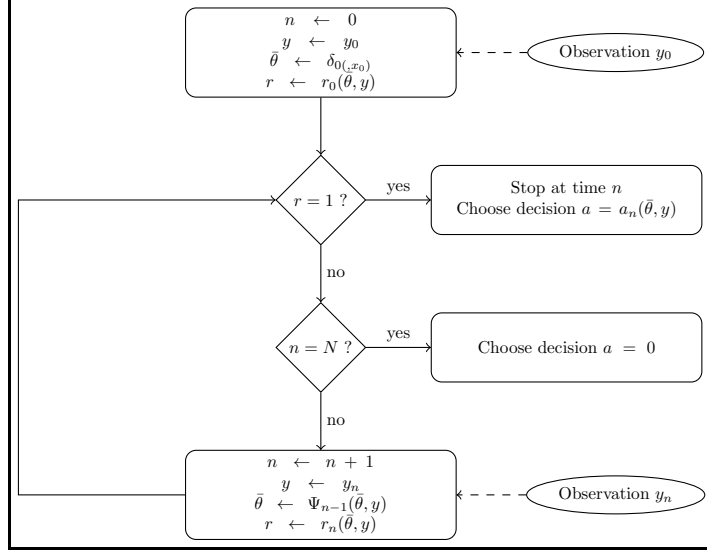 n ← 0
y ← y₀
θ̄ ← δ₀₍.,ₓ₀₎
r ← r₀(θ̄, y)
Observation y₀
r = 1 ?
yes
Stop at time n
Choose decision a = aₙ(θ̄, y)
no
n = N ?
yes
Choose decision a = 0
no
n ← n + 1
y ← yₙ
θ̄ ← Ψₙ₋₁(θ̄, y)
r ← rₙ(θ̄, y)
Observation yₙ